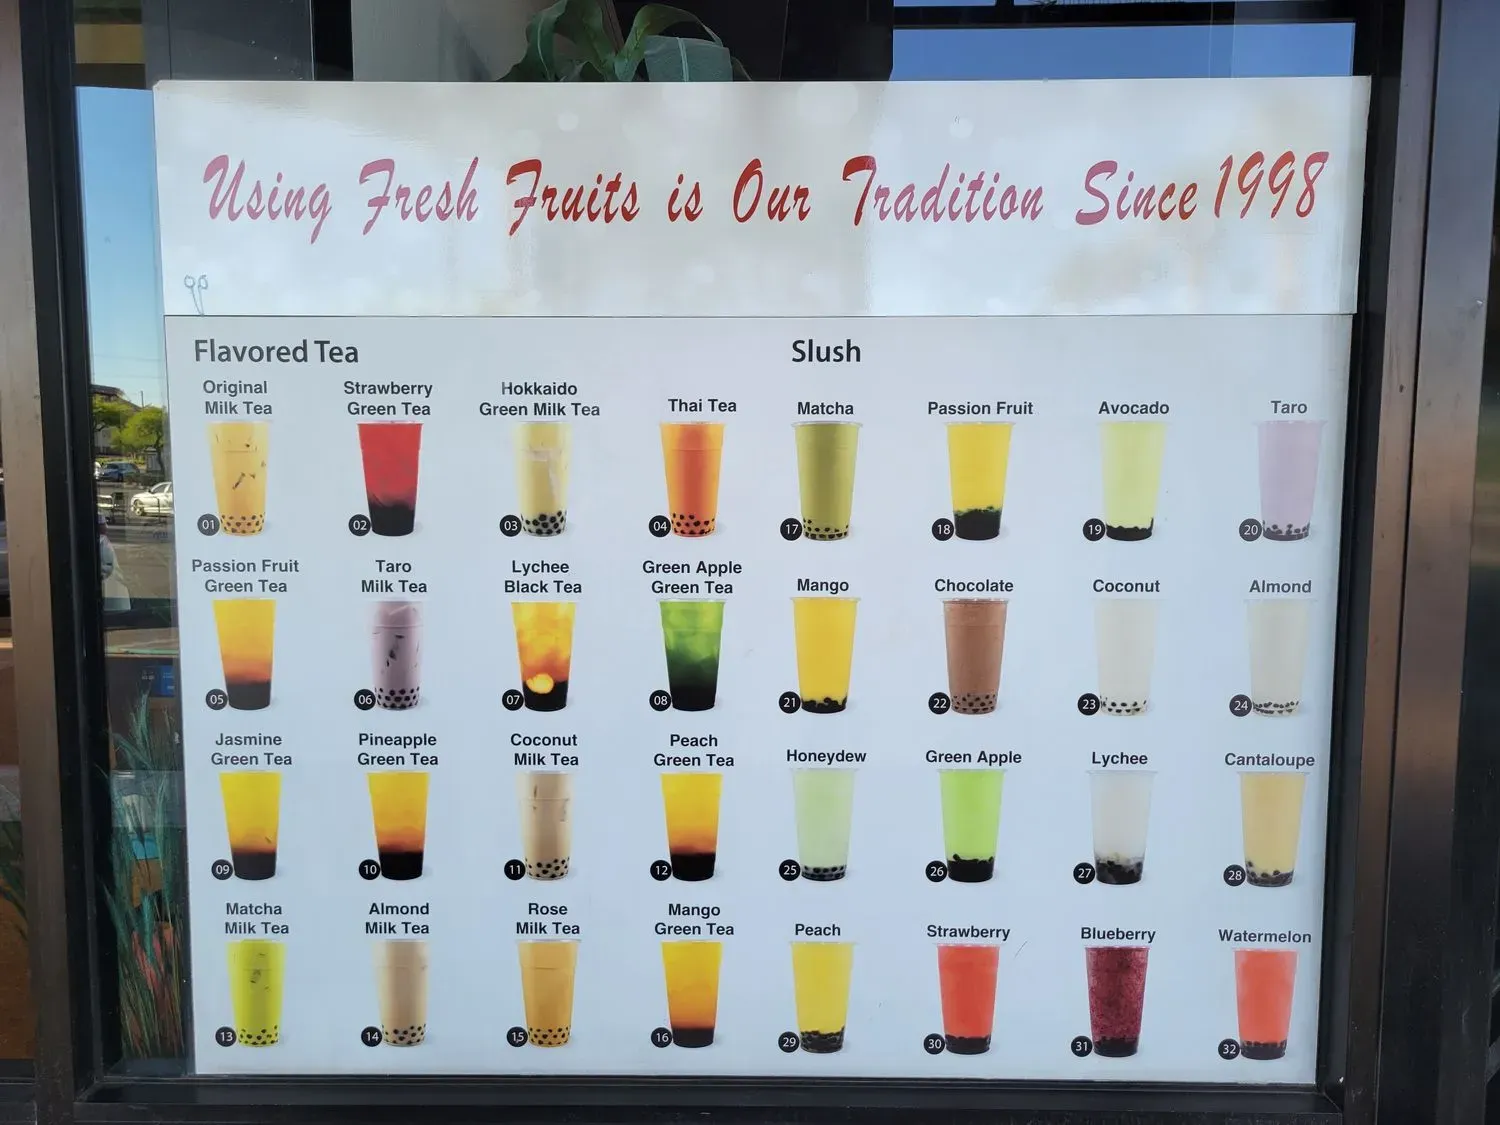 Using Fresh Fruits is Our Tradition Since 1998
Flavored Tea
Original
Milk Tea
01
Strawberry
Green Tea
02
Hokkaido
Green Milk Tea
03
Thai Tea
04
Passion Fruit
Green Tea
05
Taro
Milk Tea
06
Lychee
Black Tea
07
Green Apple
Green Tea
08
Jasmine
Green Tea
09
Pineapple
Green Tea
10
Coconut
Milk Tea
11
Peach
Green Tea
12
Matcha
Milk Tea
13
Almond
Milk Tea
14
Rose
Milk Tea
15
Mango
Green Tea
16
Slush
Matcha
17
Passion Fruit
18
Avocado
19
Taro
20
Mango
21
Chocolate
22
Coconut
23
Almond
24
Honeydew
25
Green Apple
26
Lychee
27
Cantaloupe
28
Peach
29
Strawberry
30
Blueberry
31
Watermelon
32